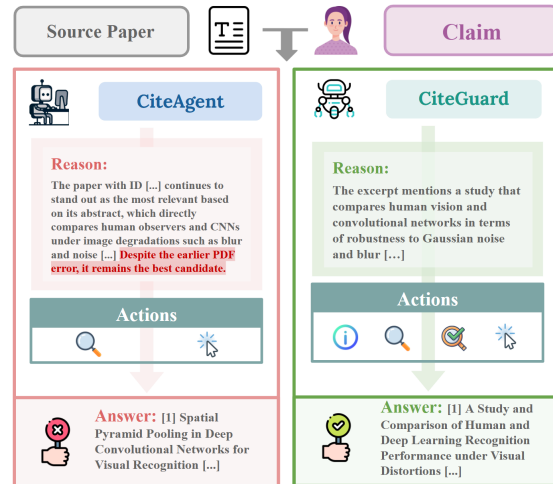 Source Paper
T
Claim
CiteAgent
Reason:
The paper with ID [...] continues to
stand out as the most relevant based
on its abstract, which directly
compares human observers and CNNs
under image degradations such as blur
and noise [...] Despite the earlier PDF
error, it remains the best candidate.
Actions
Answer: [1] Spatial
Pyramid Pooling in Deep
Convolutional Networks for
Visual Recognition [...]
CiteGuard
Reason:
The excerpt mentions a study that
compares human vision and
convolutional networks in terms
of robustness to Gaussian noise
and blur [...]
Actions
i
Answer: [1] A Study and
Comparison of Human and
Deep Learning Recognition
Performance under Visual
Distortions [...]